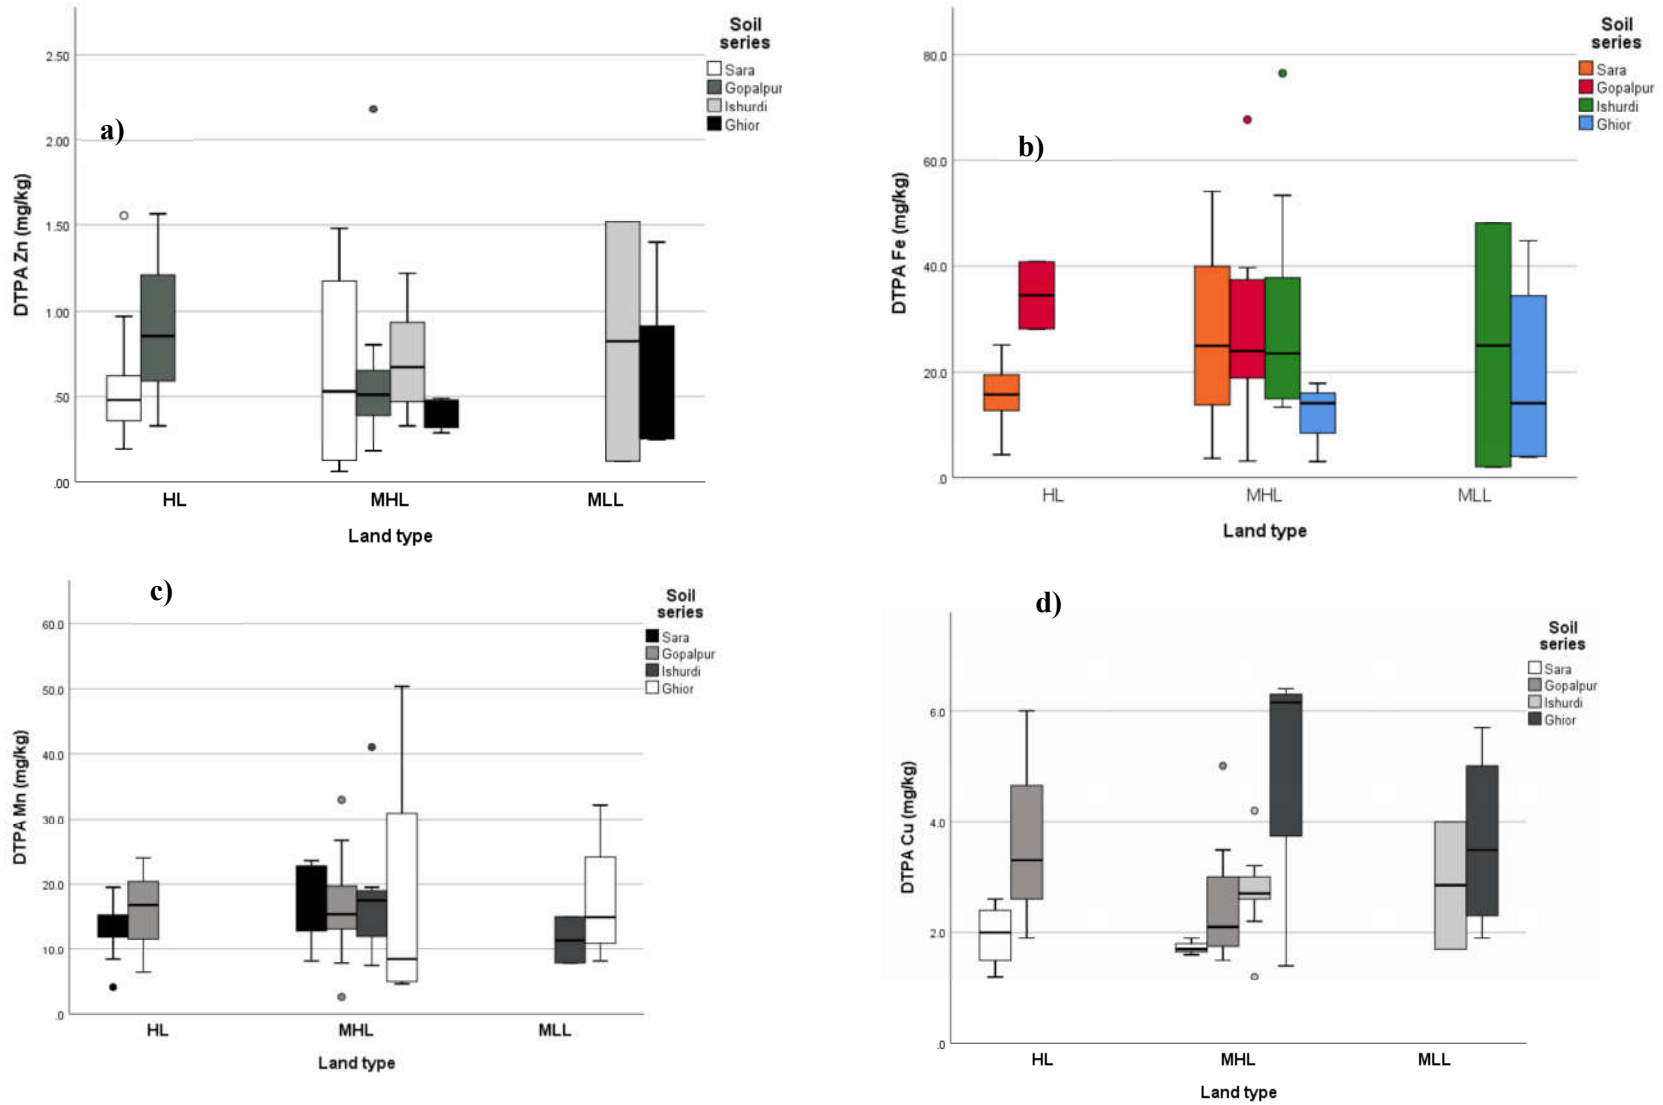 a)
Soil
series
Sara
Gopalpur
Ishurdi
Ghior
DTPA Zn (mg/kg)
2.50
2.00
1.50
1.00
.50
.00
HL MHL MLL
Land type
b)
Soil
series
Sara
Gopalpur
Ishurdi
Ghior
DTPA Fe (mg/kg)
80.0
60.0
40.0
20.0
.0
HL MHL MLL
Land type
c)
Soil
series
Sara
Gopalpur
Ishurdi
Ghior
DTPA Mn (mg/kg)
60.0
50.0
40.0
30.0
20.0
10.0
.0
HL MHL MLL
Land type
d)
Soil
series
Sara
Gopalpur
Ishurdi
Ghior
DTPA Cu (mg/kg)
6.0
4.0
2.0
.0
HL MHL MLL
Land type